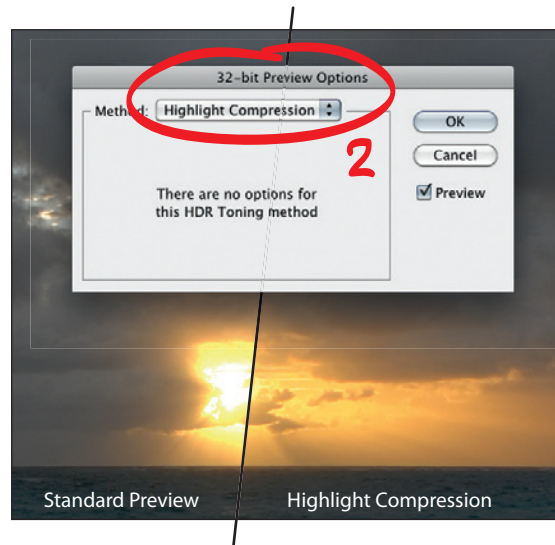 32-bit Preview Options
Method: Highlight Compression
OK
2
Cancel
There are no options for
this HDR Toning method
Preview
Standard Preview Highlight Compression